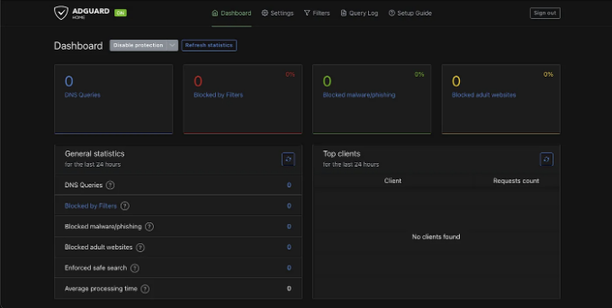 ADGUARD
HOME
ON
Dashboard
Settings
Filters
Query Log
Setup Guide
Sign out
Dashboard
Disable protection
Refresh statistics
0
DNS Queries
0
0%
Blocked by Filters
0
0%
Blocked malware/phishing
0
0%
Blocked adult websites
General statistics
for the last 24 hours
DNS Queries ? 0
Blocked by Filters ? 0
Blocked malware/phishing ? 0
Blocked adult websites ? 0
Enforced safe search ? 0
Average processing time ? 0
Top clients
for the last 24 hours
Client Requests count
No clients found